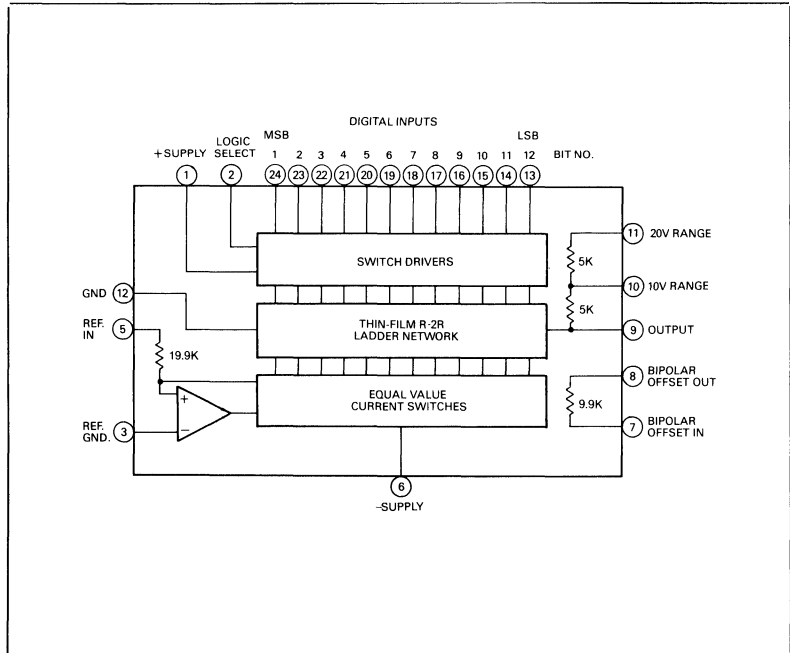 DIGITAL INPUTS
MSB LSB
LOGIC
+SUPPLY SELECT 1 2 3 4 5 6 7 8 9 10 11 12 BIT NO.
1 2 24 23 22 21 20 19 18 17 16 15 14 13
11 20V RANGE
SWITCH DRIVERS
5K
10 10V RANGE
GND 12
5K
THIN-FILM R-2R
LADDER NETWORK
REF.
IN 5
9 OUTPUT
19.9K
8 BIPOLAR
OFFSET OUT
EQUAL VALUE
CURRENT SWITCHES
+
9.9K
REF.
GND. 3
−
7 BIPOLAR
OFFSET IN
6
-SUPPLY